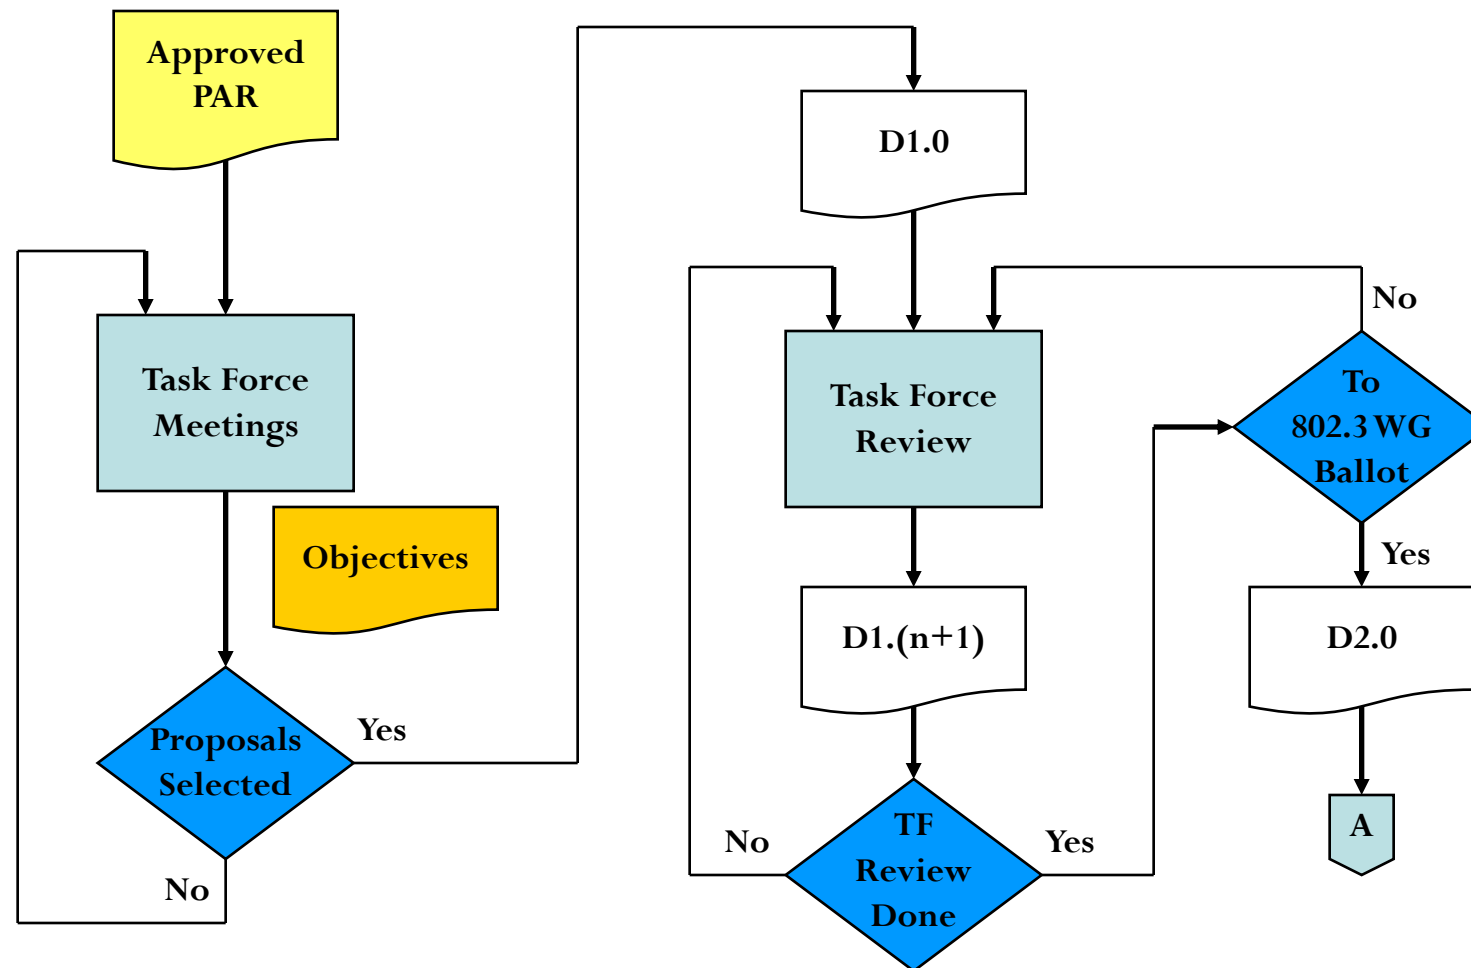 Approved
PAR
Task Force
Meetings
Objectives
Proposals
Selected
Yes
No
D1.0
Task Force
Review
D1.(n+1)
TF
Review
Done
No
Yes
To
802.3 WG
Ballot
No
Yes
D2.0
A